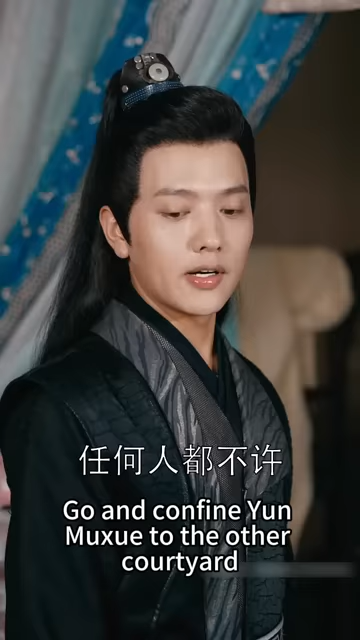 任何人都不许
Go and confine Yun
Muxue to the other
courtyard